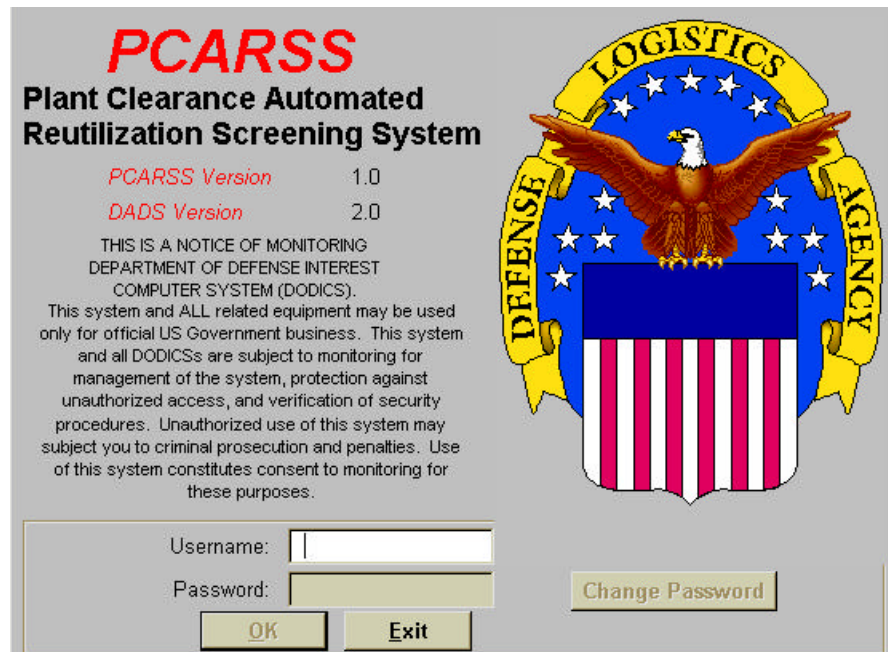 PCARSS
Plant Clearance Automated
Reutilization Screening System
PCARSS Version 1.0
DADS Version 2.0
THIS IS A NOTICE OF MONITORING
DEPARTMENT OF DEFENSE INTEREST
COMPUTER SYSTEM (DODICS).
This system and ALL related equipment may be used
only for official US Government business. This system
and all DODICSs are subject to monitoring for
management of the system, protection against
unauthorized access, and verification of security
procedures. Unauthorized use of this system may
subject you to criminal prosecution and penalties. Use
of this system constitutes consent to monitoring for
these purposes.
DEFENSE LOGISTICS AGENCY
Username:
Password:
Change Password
OK Exit